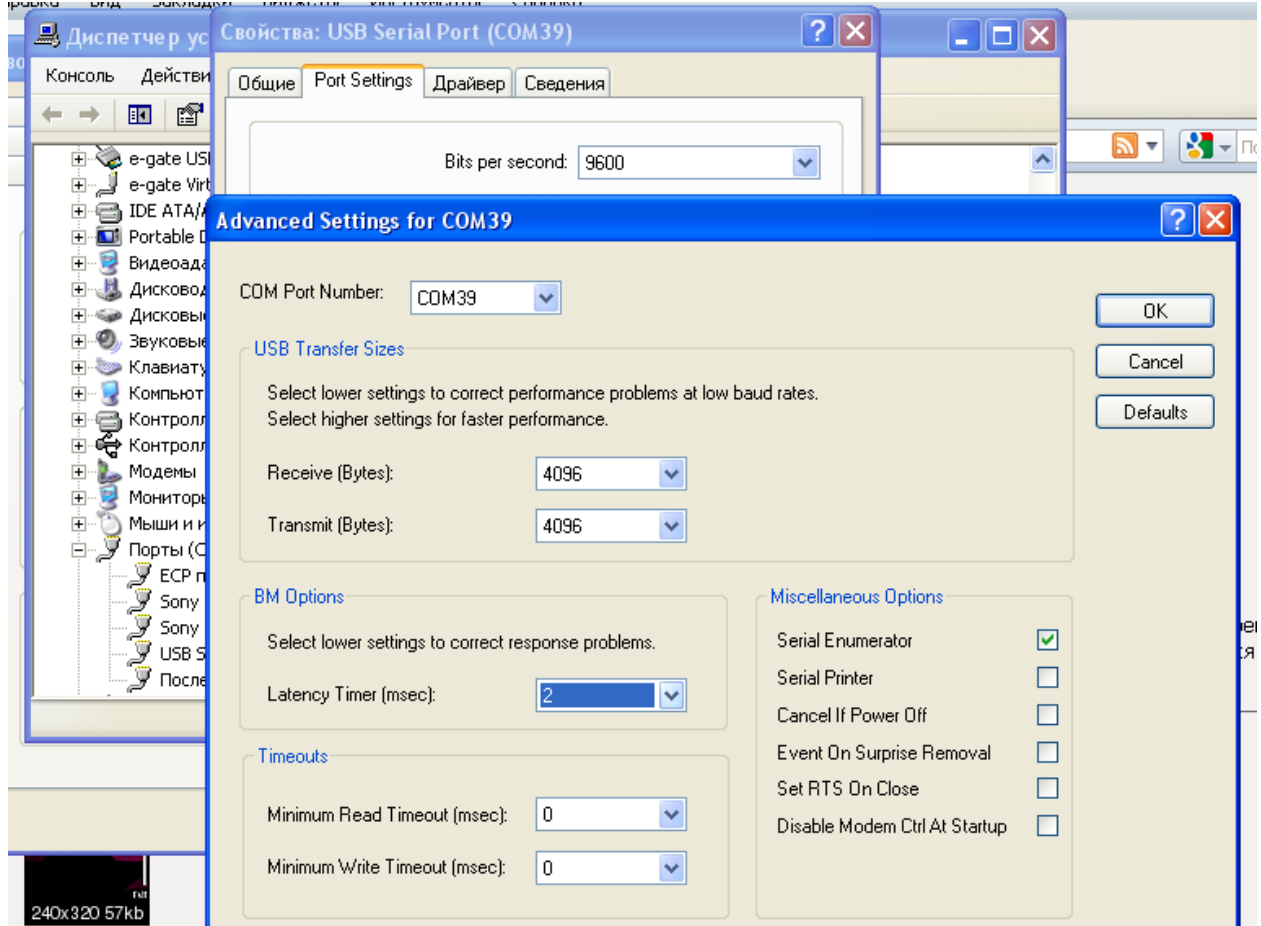 Вид Закладки
Диспетчер ус
Свойства: USB Serial Port (COM39)
Консоль Действи
Общие Port Settings Драйвер Сведения
Bits per second: 9600
e-gate USI
e-gate Virt
IDE ATA/A
Portable D
Видеоада
Дисковод
Дисковые
Звуковые
Клавиату
Компьют
Контролл
Контролл
Модемы
Мониторы
Мыши и и
Порты (C
ECP п
Sony
Sony
USB S
После
Advanced Settings for COM39
COM Port Number: COM39
OK
Cancel
Defaults
USB Transfer Sizes
Select lower settings to correct performance problems at low baud rates.
Select higher settings for faster performance.
Receive (Bytes): 4096
Transmit (Bytes): 4096
BM Options
Select lower settings to correct response problems.
Latency Timer (msec): 2
Timeouts
Minimum Read Timeout (msec): 0
Minimum Write Timeout (msec): 0
Miscellaneous Options
Serial Enumerator
Serial Printer
Cancel If Power Off
Event On Surprise Removal
Set RTS On Close
Disable Modem Ctrl At Startup
240x320 57kb